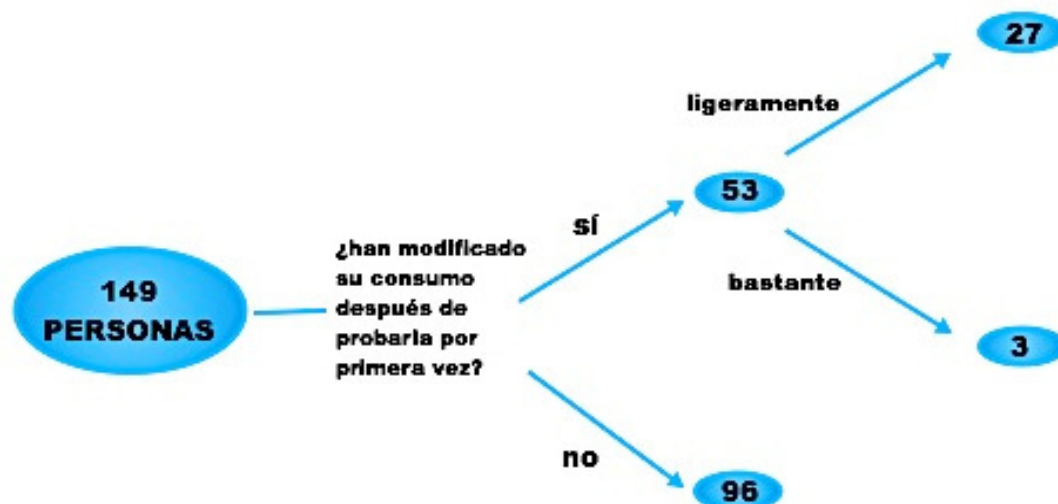 27
ligeramente
53
sí
¿han modificado
su consumo
después de
probarla por
primera vez?
149
PERSONAS
bastante
3
no
96